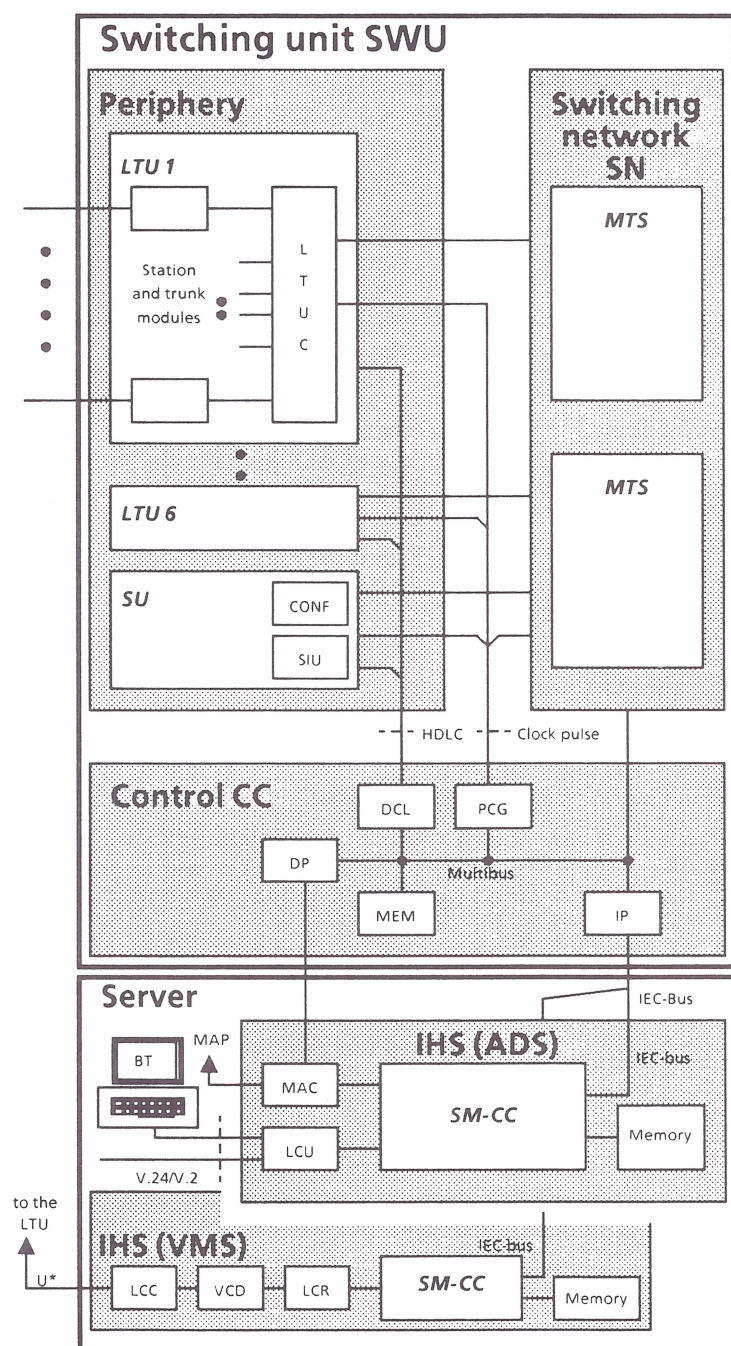 Switching unit SWU
Periphery
Switching
network
SN
LTU 1
MTS
L
T
U
C
Station
and trunk
modules
LTU 6
MTS
SU
CONF
SIU
HDLC
Clock pulse
Control CC
DCL
PCG
DP
Multibus
MEM
IP
Server
IEC-Bus
MAP
IHS (ADS)
BT
IEC-bus
MAC
SM-CC
Memory
LCU
V.24/V.2
to the
LTU
IHS (VMS)
IEC-bus
U*
LCC
VCD
LCR
SM-CC
Memory